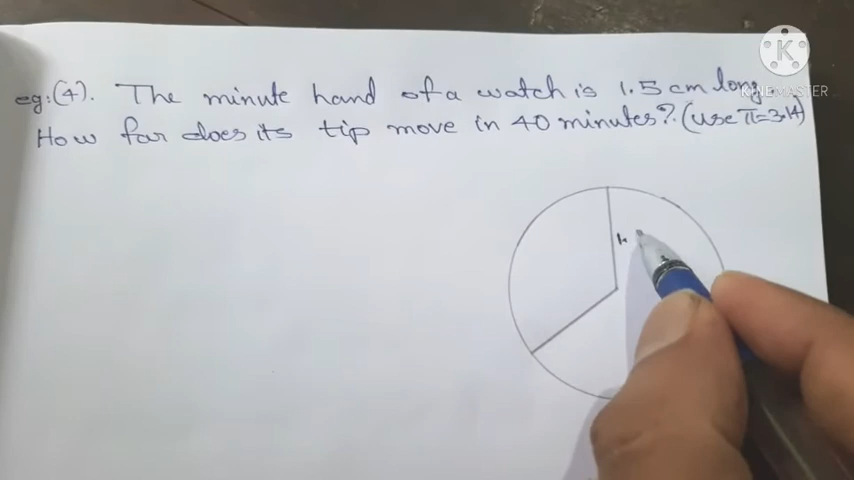 eg:(4). The minute hand of a watch is 1.5 cm long.
How far does its tip move in 40 minutes? (use π=3.14)
KINEMASTER